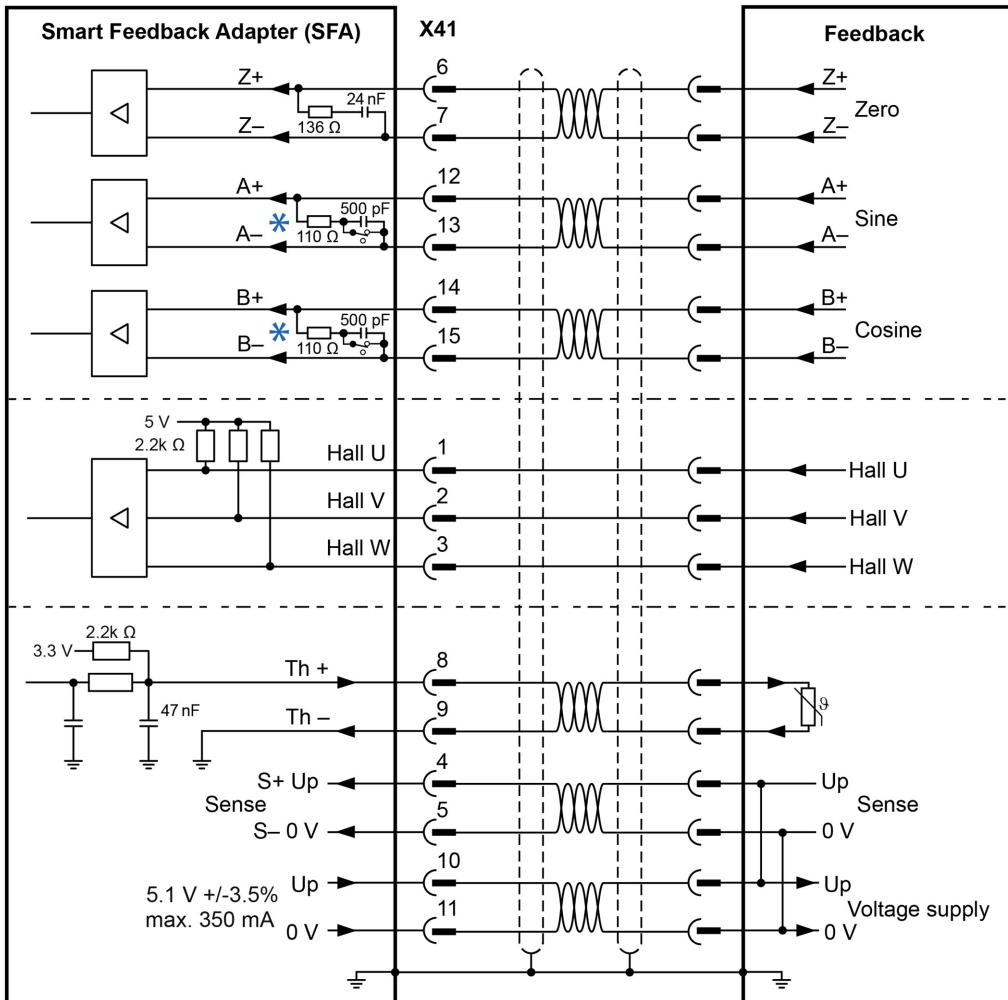 Smart Feedback Adapter (SFA) X41 Feedback
Z+ 6 Z+
24 nF
Zero
136 Ω
Z– 7 Z–
A+ 12 A+
500 pF
* Sine
110 Ω
A– 13 A–
B+ 14 B+
500 pF
* Cosine
110 Ω
B– 15 B–
5 V
2.2k Ω
Hall U 1 Hall U
Hall V 2 Hall V
Hall W 3 Hall W
2.2k Ω
3.3 V
Th + 8
47 nF
ϑ
Th – 9
S+ Up 4 Up
Sense Sense
S– 0 V 5 0 V
10
Up Up
5.1 V +/-3.5%
max. 350 mA
Voltage supply
11
0 V 0 V